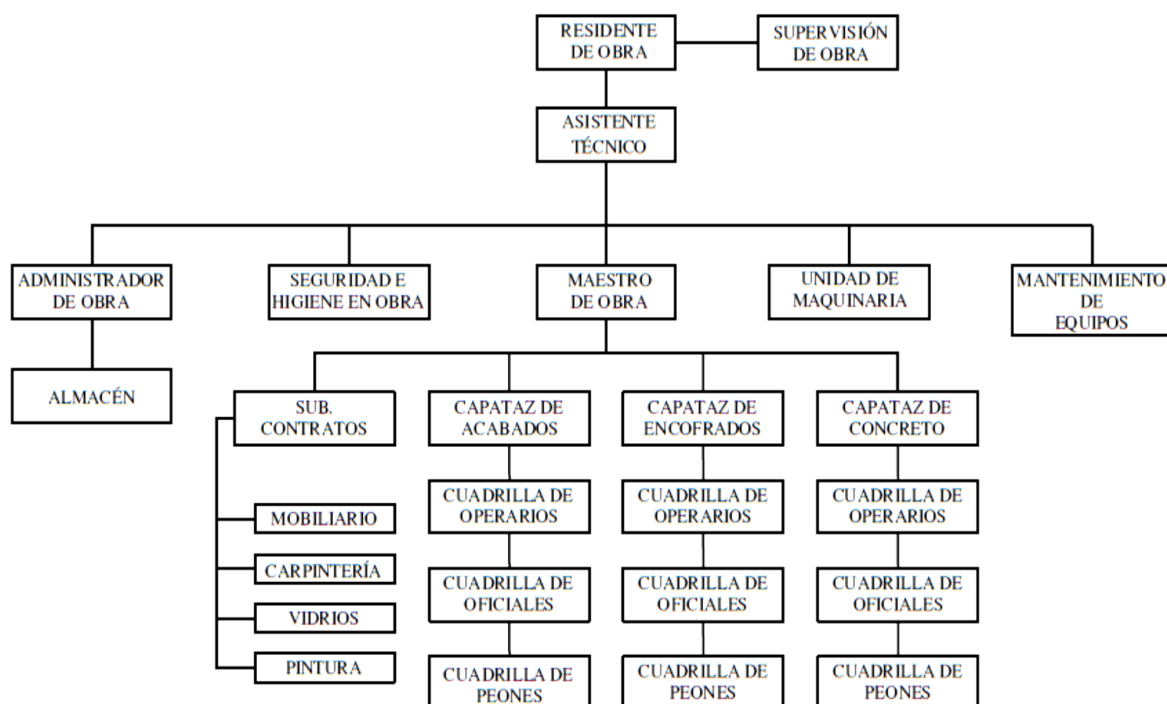 RESIDENTE
DE OBRA
SUPERVISIÓN
DE OBRA
ASISTENTE
TÉCNICO
ADMINISTRADOR
DE OBRA
SEGURIDAD E
HIGIENE EN OBRA
MAESTRO
DE OBRA
UNIDAD DE
MAQUINARIA
MANTENIMIENTO
DE
EQUIPOS
ALMACÉN
SUB.
CONTRATOS
CAPATAZ DE
ACABADOS
CAPATAZ DE
ENCOFRADOS
CAPATAZ DE
CONCRETO
MOBILIARIO
CARPINTERÍA
VIDRIOS
PINTURA
CUADRILLA DE
OPERARIOS
CUADRILLA DE
OPERARIOS
CUADRILLA DE
OPERARIOS
CUADRILLA DE
OFICIALES
CUADRILLA DE
OFICIALES
CUADRILLA DE
OFICIALES
CUADRILLA DE
PEONES
CUADRILLA DE
PEONES
CUADRILLA DE
PEONES